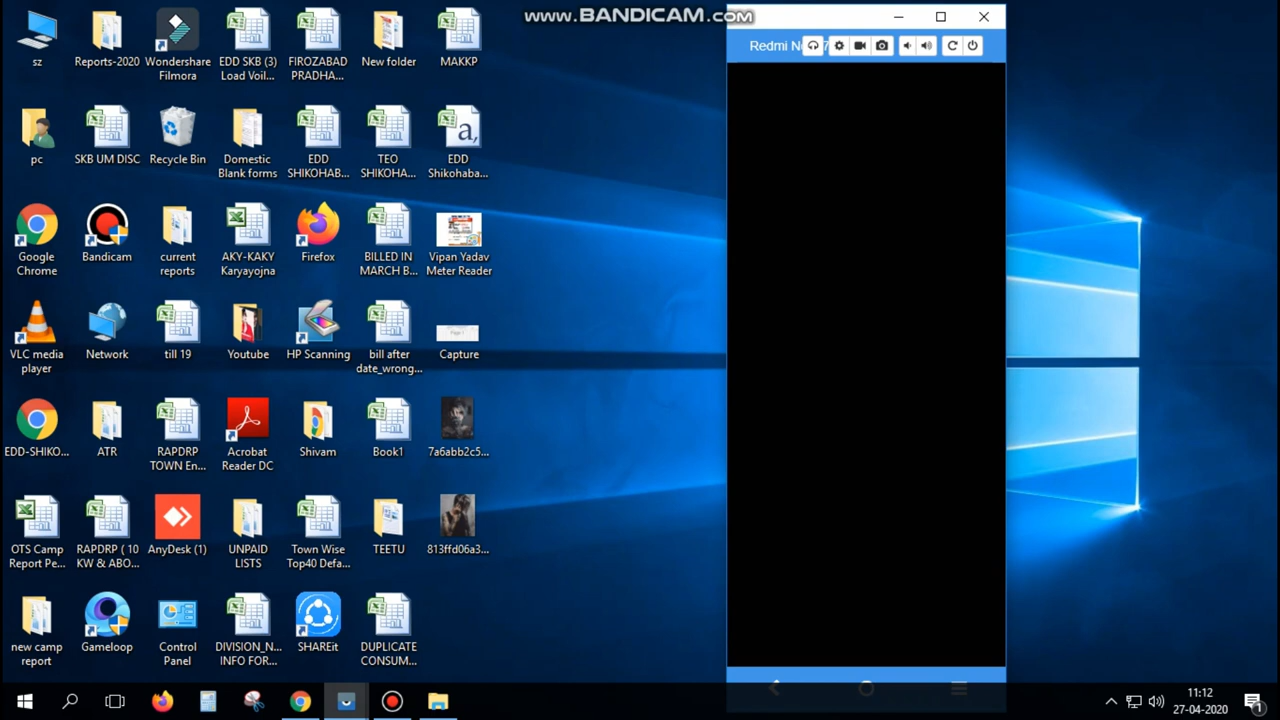 www.BANDICAM.com
Redmi N
sz
Reports-2020
Wondershare
Filmora
EDD SKB (3)
Load Voil...
FIROZABAD
PRADHA...
New folder
MAKKP
pc
SKB UM DISC
Recycle Bin
Domestic
Blank forms
EDD
SHIKOHAB...
TEO
SHIKOHA...
a,
EDD
Shikohaba...
Google
Chrome
Bandicam
current
reports
AKY-KAKY
Karyayojna
Firefox
BILLED IN
MARCH B...
Vipan Yadav
Meter Reader
VLC media
player
Network
till 19
Youtube
HP Scanning
bill after
date_wrong...
Page 1
Capture
EDD-SHIKO...
ATR
RAPDRP
TOWN En...
Acrobat
Reader DC
Shivam
Book1
7a6abb2c5...
OTS Camp
Report Pe...
RAPDRP ( 10
KW & ABO...
AnyDesk (1)
UNPAID
LISTS
Town Wise
Top40 Defa...
TEETU
813ffd06a3...
new camp
report
Gameloop
Control
Panel
DIVISION_N...
INFO FOR...
SHAREit
DUPLICATE
CONSUM...
11:12
27-04-2020
1